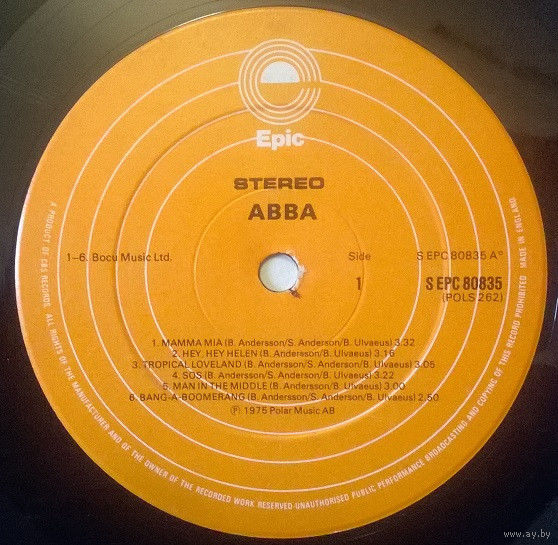 Epic
STEREO
ABBA
1–6. Bocu Music Ltd.
Side
1
S EPC 80835 A°
S EPC 80835
(POLS 262)
1. MAMMA MIA (B. Andersson/S. Anderson/B. Ulvaeus) 3.32
2. HEY, HEY HELEN (B. Andersson/B. Ulvaeus) 3.16
3. TROPICAL LOVELAND (B. Andersson/S. Anderson/B. Ulvaeus) 3.05
4. SOS (B. Andersson/S. Anderson/B. Ulvaeus) 3.22
5. MAN IN THE MIDDLE (B. Andersson/B. Ulvaeus) 3.00
6. BANG-A-BOOMERANG (B. Andersson/S. Anderson/B. Ulvaeus) 2.50
℗ 1975 Polar Music AB
A PRODUCT OF CBS RECORDS. ALL RIGHTS OF THE MANUFACTURER AND OF THE OWNER OF THE RECORDED WORK RESERVED·UNAUTHORISED PUBLIC PERFORMANCE BROADCASTING AND COPYING OF THIS RECORD PROHIBITED MADE IN ENGLAND.
www.ay.by